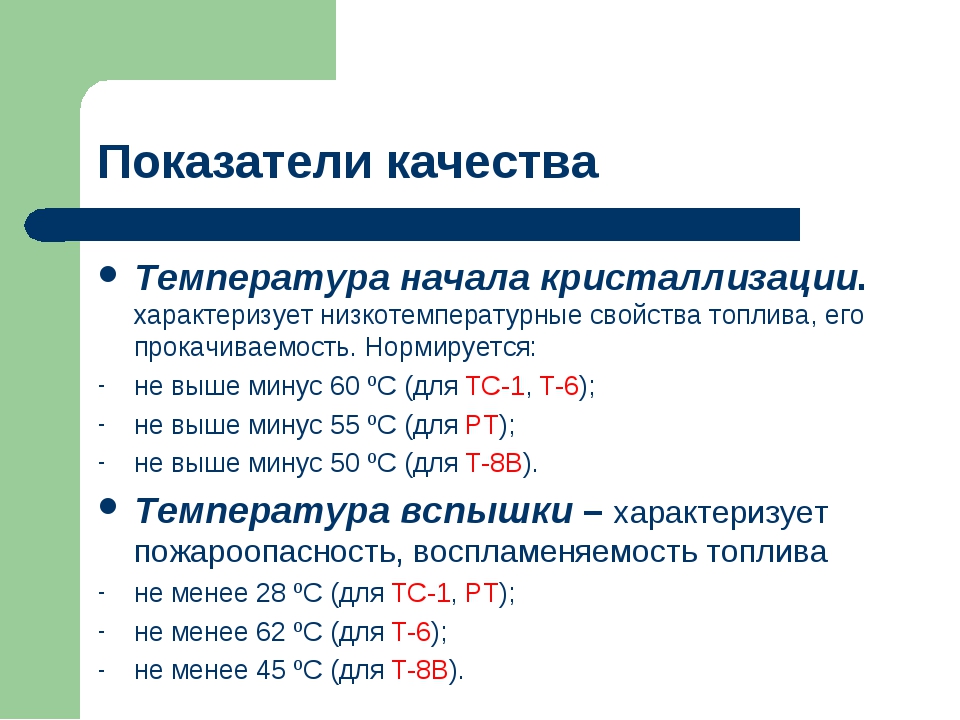 Показатели качества
Температура начала кристаллизации.
характеризует низкотемпературные свойства топлива, его
прокачиваемость. Нормируется:
- не выше минус 60 ºС (для ТС-1, Т-6);
- не выше минус 55 ºС (для РТ);
- не выше минус 50 ºС (для Т-8В).
Температура вспышки – характеризует
пожароопасность, воспламеняемость топлива
- не менее 28 ºС (для ТС-1, РТ);
- не менее 62 ºС (для Т-6);
- не менее 45 ºС (для Т-8В).